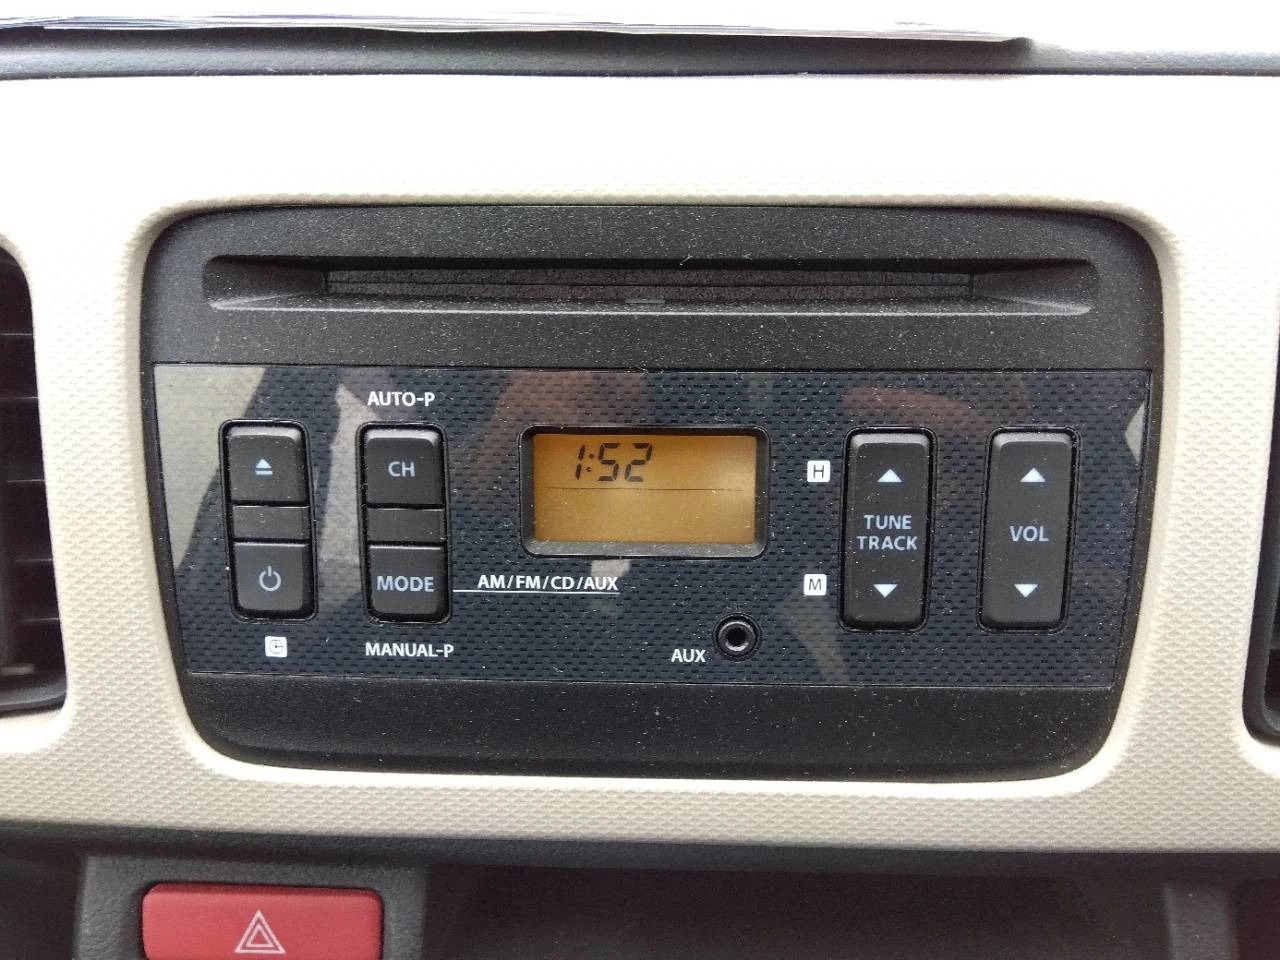 AUTO-P
CH
1:52
H
TUNE
TRACK
VOL
MODE
AM/FM/CD/AUX
M
MANUAL-P
AUX